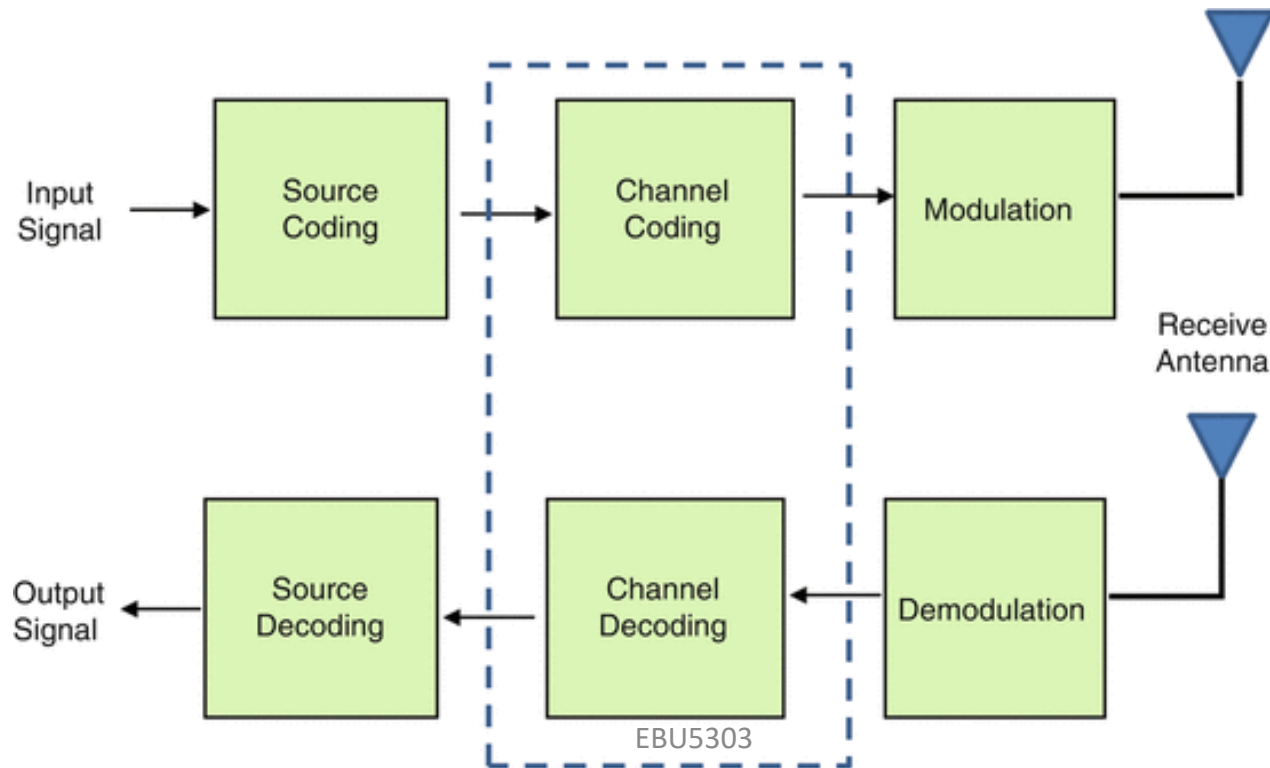 Input
Signal
Source
Coding
Channel
Coding
Modulation
Receive
Antenna
Output
Signal
Source
Decoding
Channel
Decoding
Demodulation
EBU5303